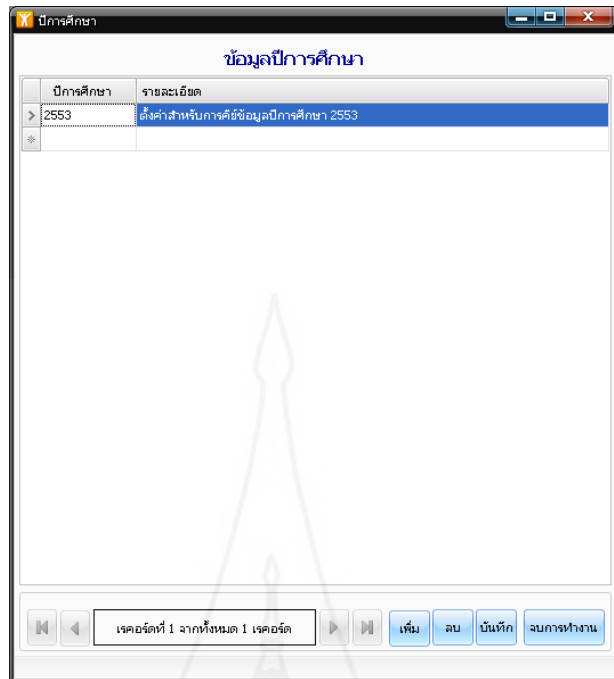 ปีการศึกษา
ข้อมูลปีการศึกษา
ปีการศึกษา รายละเอียด
2553 ตั้งค่าสำหรับการคีย์ข้อมูลปีการศึกษา 2553
เรคอร์ดที่ 1 จากทั้งหมด 1 เรคอร์ด เพิ่ม ลบ บันทึก จบการทำงาน